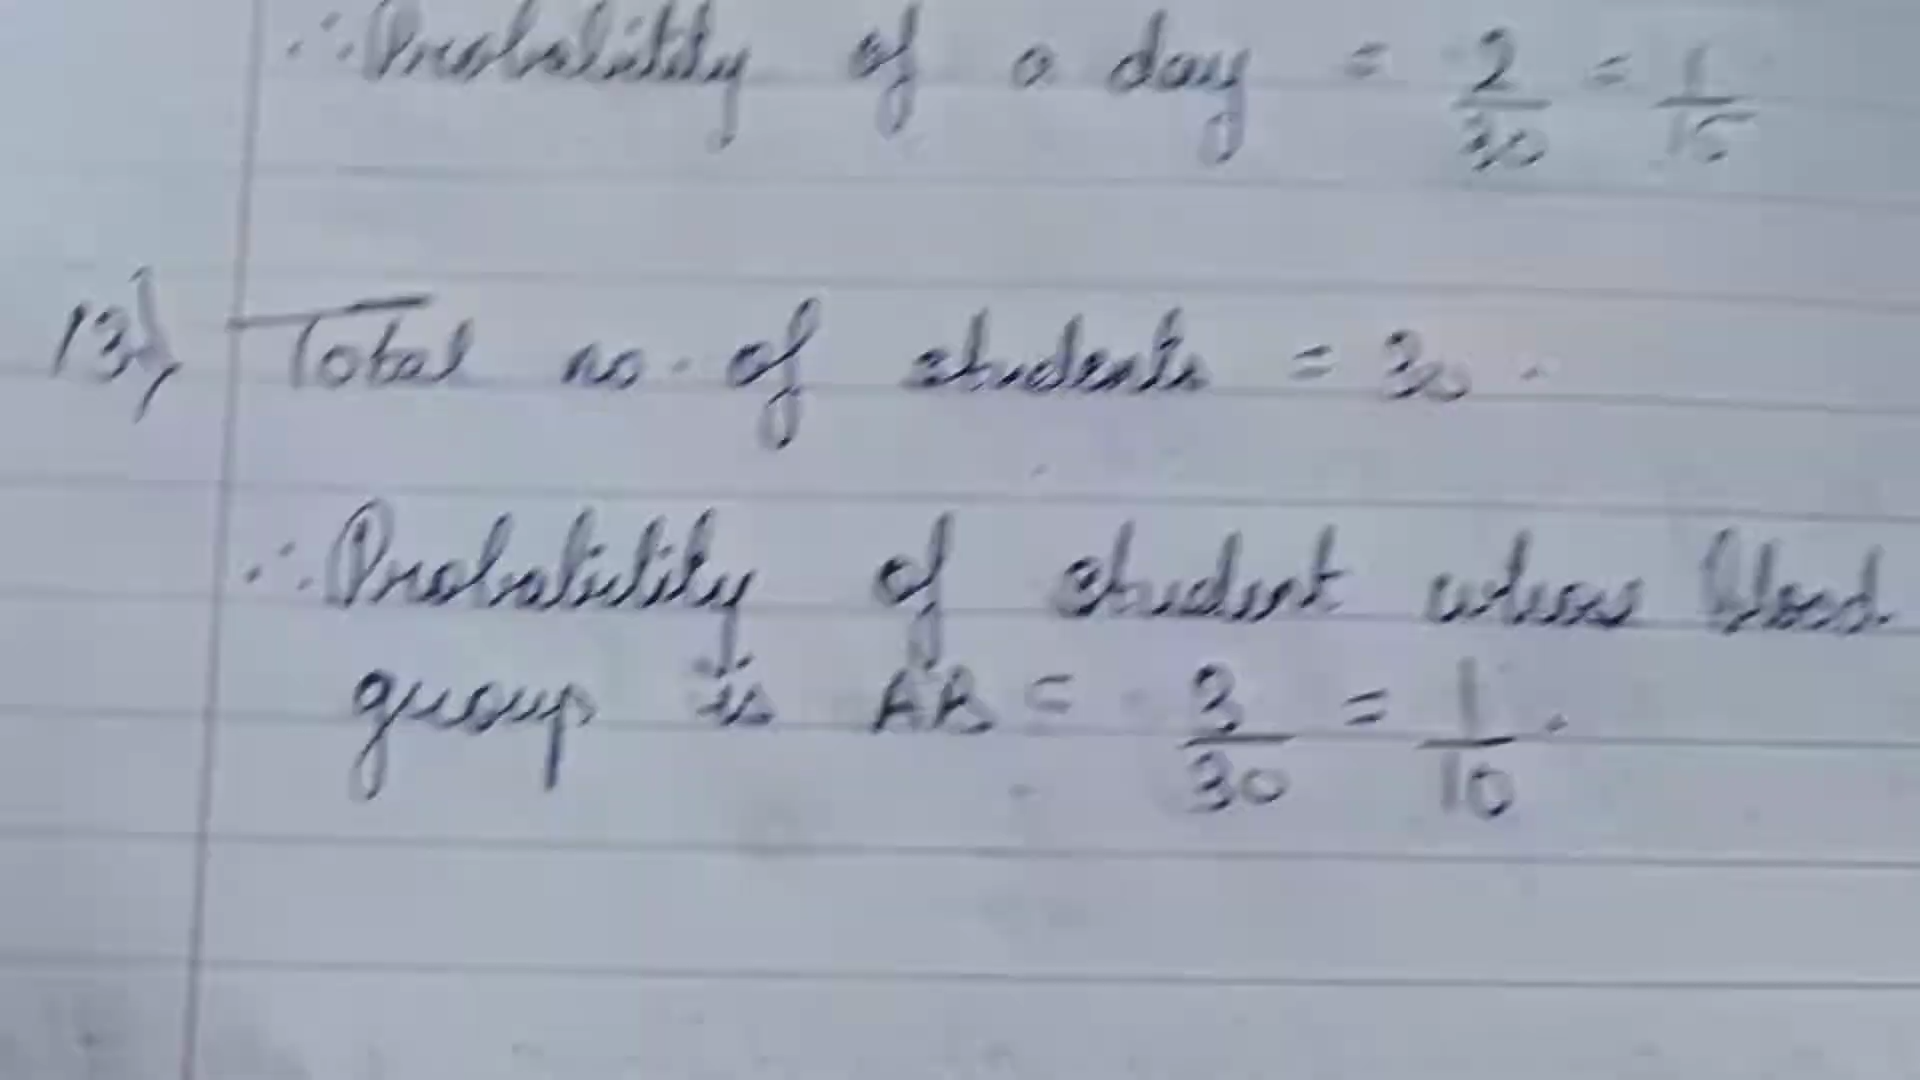 ∴ Probability of a day = 2/30 = 1/15
13), Total no. of students = 30.
∴ Probability of student whose blood
group is AB = 3/30 = 1/10.